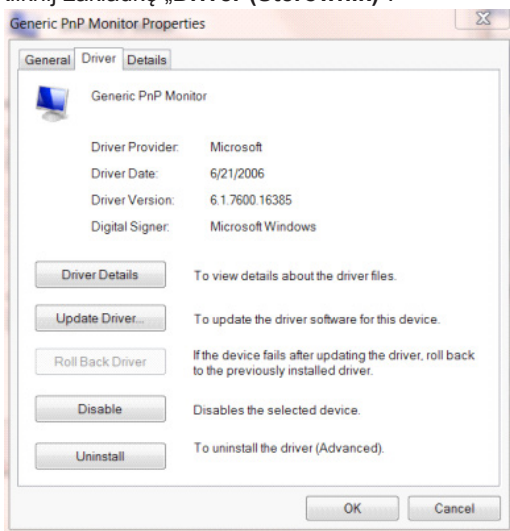 kliknij zakładkę „Driver (Sterownik)".
Generic PnP Monitor Properties
General Driver Details
Generic PnP Monitor
Driver Provider: Microsoft
Driver Date: 6/21/2006
Driver Version: 6.1.7600.16385
Digital Signer: Microsoft Windows
Driver Details To view details about the driver files.
Update Driver... To update the driver software for this device.
Roll Back Driver If the device fails after updating the driver, roll back
to the previously installed driver.
Disable Disables the selected device.
Uninstall To uninstall the driver (Advanced).
OK Cancel